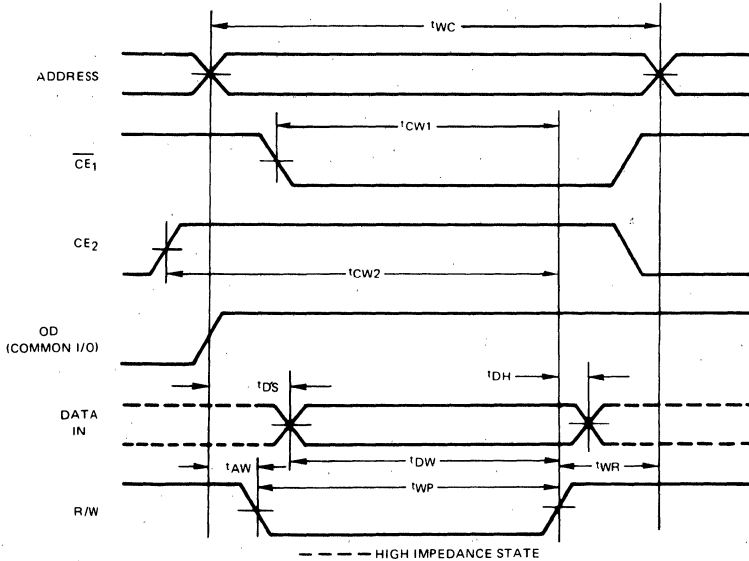 tWC
ADDRESS
tCW1
CE1
CE2
tCW2
OD
(COMMON I/O)
tDS
tDH
DATA
IN
tDW
tAW
tWR
tWP
R/W
HIGH IMPEDANCE STATE